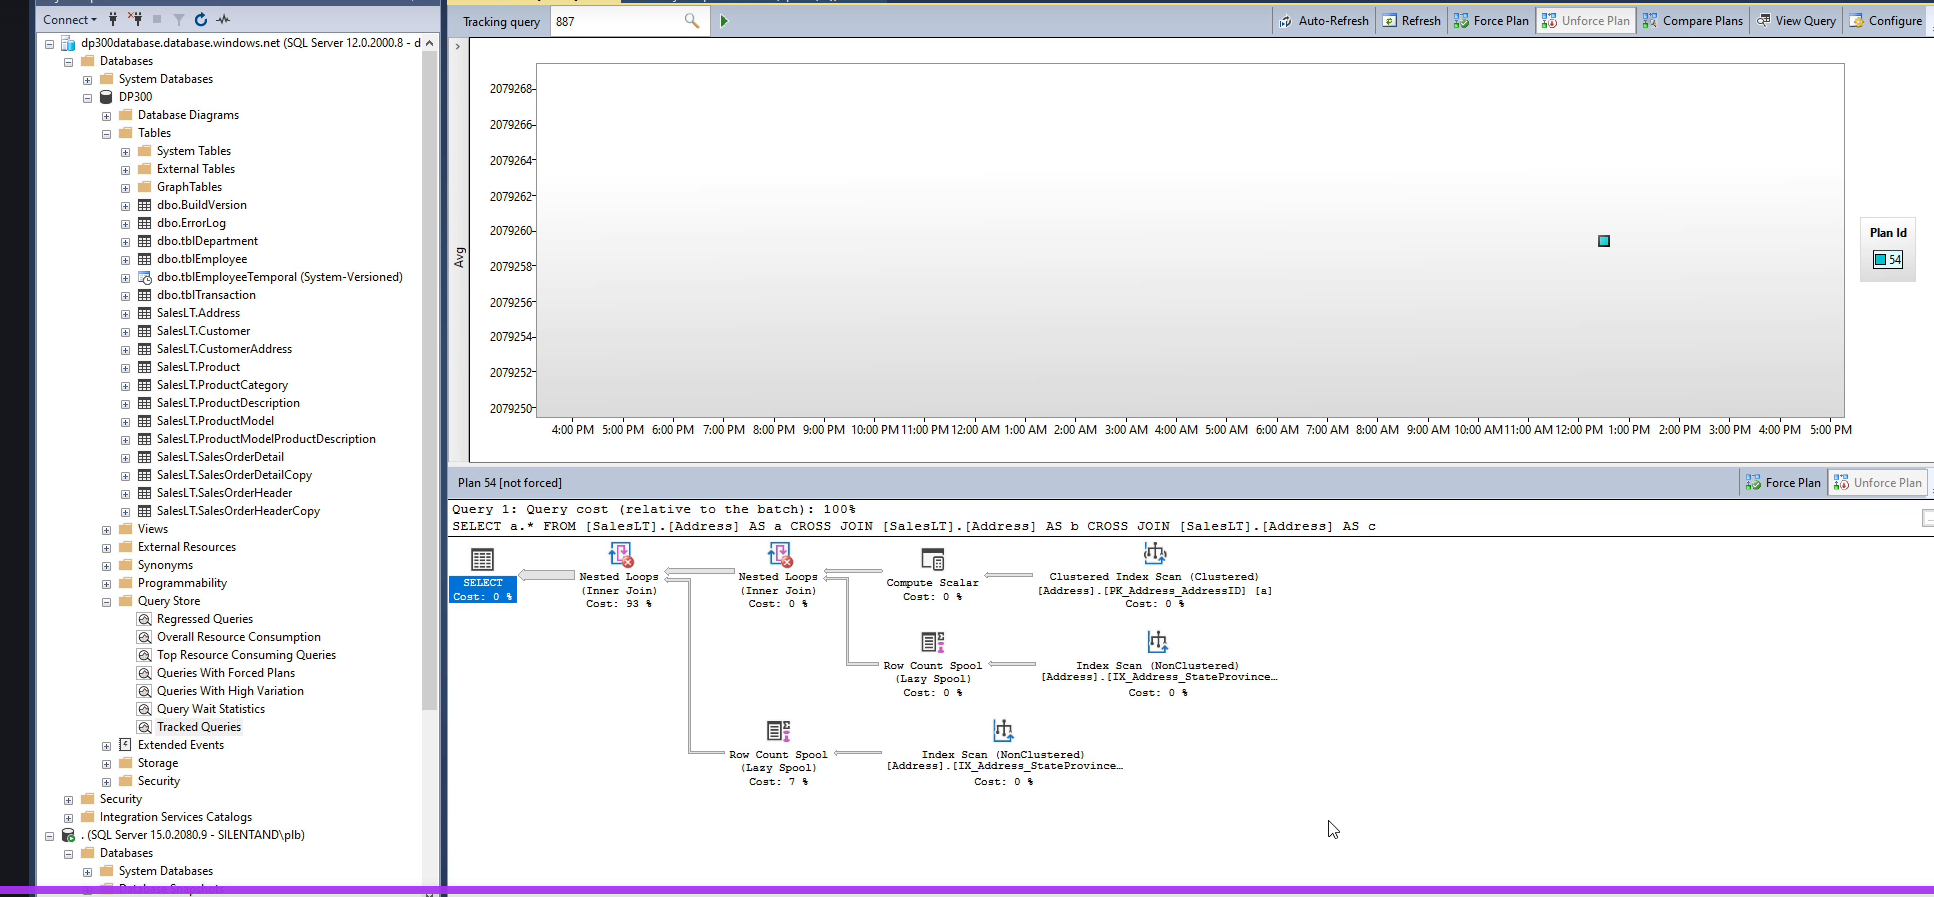 Connect
dp300database.database.windows.net (SQL Server 12.0.2000.8 - d
Databases
System Databases
DP300
Database Diagrams
Tables
System Tables
External Tables
GraphTables
dbo.BuildVersion
dbo.ErrorLog
dbo.tblDepartment
dbo.tblEmployee
dbo.tblEmployeeTemporal (System-Versioned)
dbo.tblTransaction
SalesLT.Address
SalesLT.Customer
SalesLT.CustomerAddress
SalesLT.Product
SalesLT.ProductCategory
SalesLT.ProductDescription
SalesLT.ProductModel
SalesLT.ProductModelProductDescription
SalesLT.SalesOrderDetail
SalesLT.SalesOrderDetailCopy
SalesLT.SalesOrderHeader
SalesLT.SalesOrderHeaderCopy
Views
External Resources
Synonyms
Programmability
Query Store
Regressed Queries
Overall Resource Consumption
Top Resource Consuming Queries
Queries With Forced Plans
Queries With High Variation
Query Wait Statistics
Tracked Queries
Extended Events
Storage
Security
Security
Integration Services Catalogs
. (SQL Server 15.0.2080.9 - SILENTAND\plb)
Databases
System Databases
Tracking query 887 Auto-Refresh Refresh Force Plan Unforce Plan Compare Plans View Query Configure
2079268
2079266
2079264
2079262
2079260
2079258
2079256
2079254
2079252
2079250
Avg
4:00 PM 5:00 PM 6:00 PM 7:00 PM 8:00 PM 9:00 PM 10:00 PM 11:00 PM 12:00 AM 1:00 AM 2:00 AM 3:00 AM 4:00 AM 5:00 AM 6:00 AM 7:00 AM 8:00 AM 9:00 AM 10:00 AM 11:00 AM 12:00 PM 1:00 PM 2:00 PM 3:00 PM 4:00 PM 5:00 PM
Plan Id
54
Plan 54 [not forced] Force Plan Unforce Plan
Query 1: Query cost (relative to the batch): 100%
SELECT a.* FROM [SalesLT].[Address] AS a CROSS JOIN [SalesLT].[Address] AS b CROSS JOIN [SalesLT].[Address] AS c
SELECT
Cost: 0 %
Nested Loops
(Inner Join)
Cost: 93 %
Nested Loops
(Inner Join)
Cost: 0 %
Compute Scalar
Cost: 0 %
Clustered Index Scan (Clustered)
[Address].[PK_Address_AddressID] [a]
Cost: 0 %
Row Count Spool
(Lazy Spool)
Cost: 0 %
Index Scan (NonClustered)
[Address].[IX_Address_StateProvince…
Cost: 0 %
Row Count Spool
(Lazy Spool)
Cost: 7 %
Index Scan (NonClustered)
[Address].[IX_Address_StateProvince…
Cost: 0 %